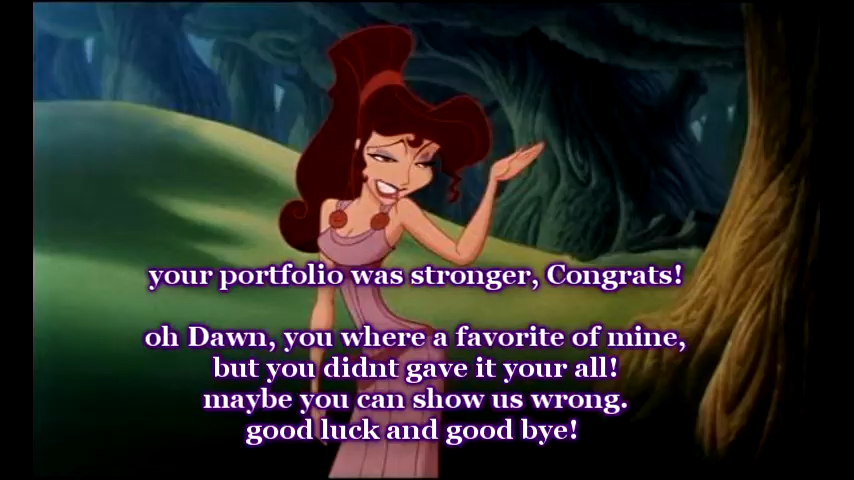 your portfolio was stronger, Congrats!
oh Dawn, you where a favorite of mine,
but you didnt gave it your all!
maybe you can show us wrong.
good luck and good bye!